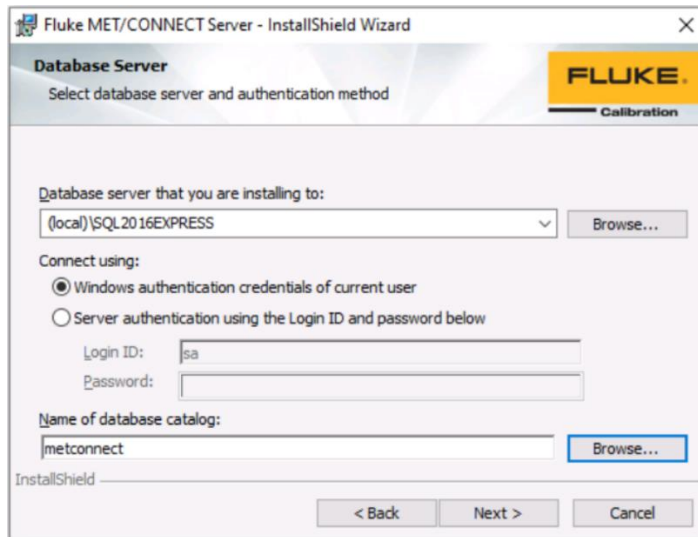 Fluke MET/CONNECT Server - InstallShield Wizard
Database Server
Select database server and authentication method
FLUKE.
Calibration
Database server that you are installing to:
(local)\SQL2016EXPRESS
Browse...
Connect using:
Windows authentication credentials of current user
Server authentication using the Login ID and password below
Login ID: sa
Password:
Name of database catalog:
metconnect
Browse...
InstallShield
< Back Next > Cancel